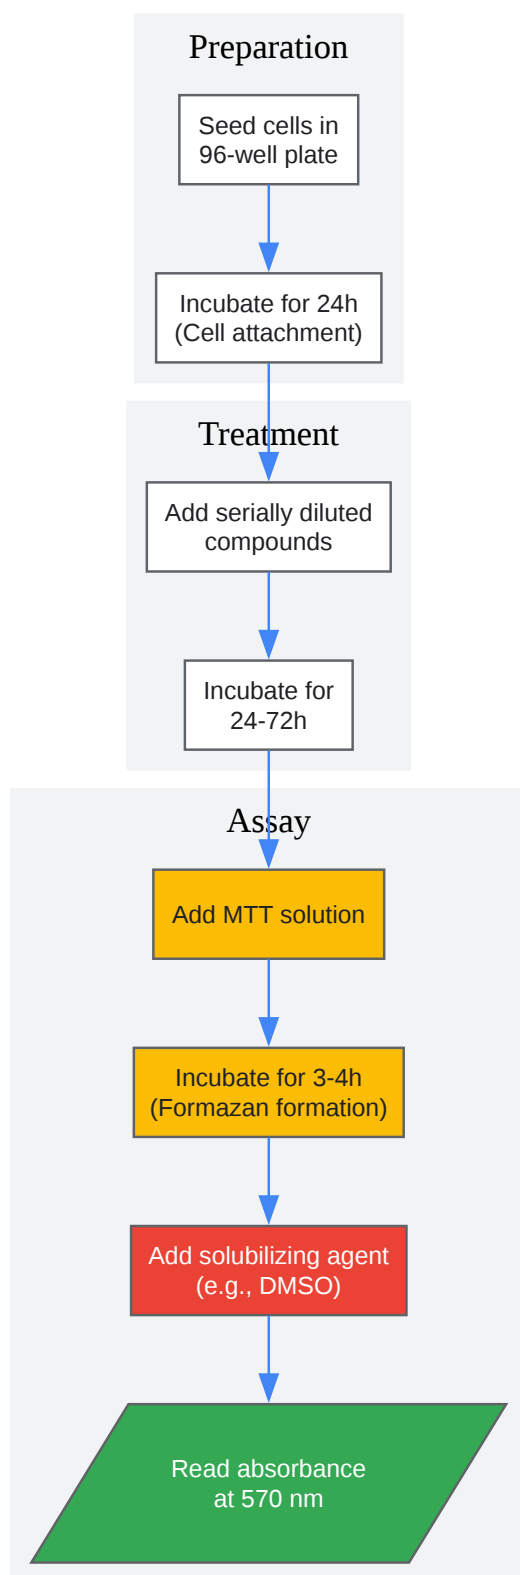 Preparation
Seed cells in
96-well plate
Incubate for 24h
(Cell attachment)
Treatment
Add serially diluted
compounds
Incubate for
24-72h
Assay
Add MTT solution
Incubate for 3-4h
(Formazan formation)
Add solubilizing agent
(e.g., DMSO)
Read absorbance
at 570 nm